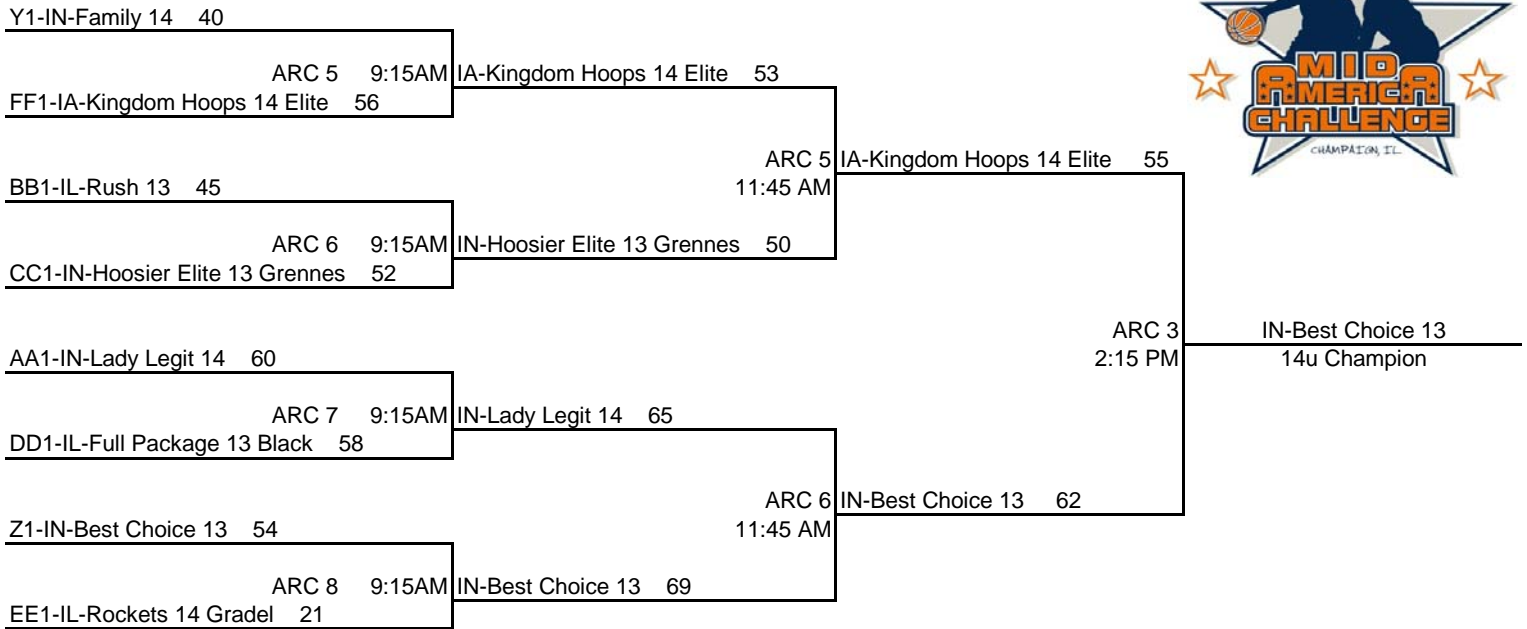 Y1-IN-Family 14 40
ARC 5 9:15AM
FF1-IA-Kingdom Hoops 14 Elite 56
BB1-IL-Rush 13 45
ARC 6 9:15AM
CC1-IN-Hoosier Elite 13 Grennes 52
AA1-IN-Lady Legit 14 60
ARC 7 9:15AM
DD1-IL-Full Package 13 Black 58
Z1-IN-Best Choice 13 54
ARC 8 9:15AM
EE1-IL-Rockets 14 Gradel 21
IA-Kingdom Hoops 14 Elite 53
ARC 5
11:45 AM
IN-Hoosier Elite 13 Grennes 50
IN-Lady Legit 14 65
ARC 6
11:45 AM
IN-Best Choice 13 69
IA-Kingdom Hoops 14 Elite 55
ARC 3
2:15 PM
IN-Best Choice 13 62
IN-Best Choice 13
14u Champion
MID
AMERICA
CHALLENGE
CHAMPAIGN, IL